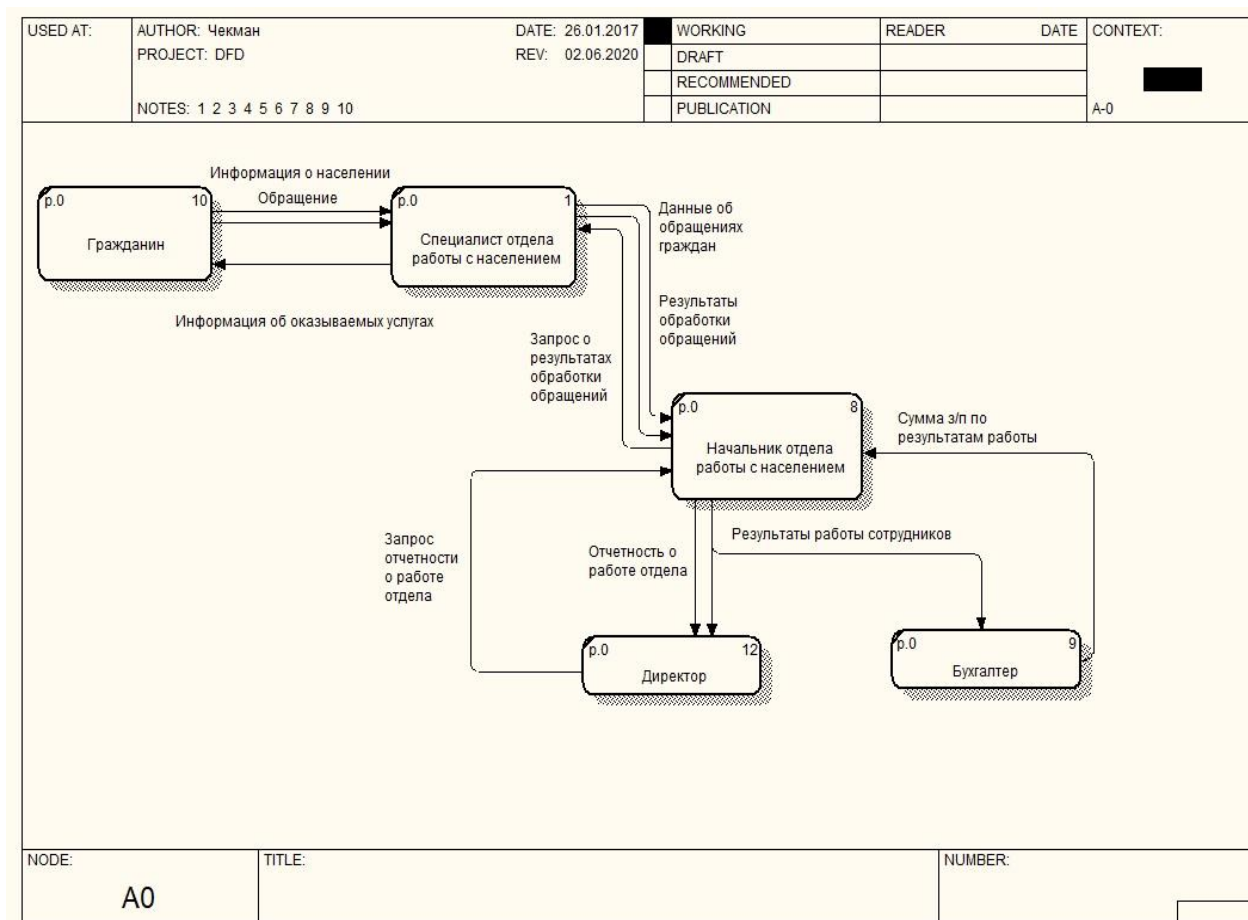 USED AT:
AUTHOR: Чекман
DATE: 26.01.2017
PROJECT: DFD
REV: 02.06.2020
NOTES: 1 2 3 4 5 6 7 8 9 10
WORKING
DRAFT
RECOMMENDED
PUBLICATION
READER
DATE
CONTEXT:
A-0
Информация о населении
Обращение
р.0
10
Гражданин
р.0
1
Специалист отдела
работы с населением
Информация об оказываемых услугах
Данные об
обращениях
граждан
Результаты
обработки
обращений
Запрос о
результатах
обработки
обращений
р.0
8
Начальник отдела
работы с населением
Сумма з/п по
результатам работы
Запрос
отчетности
о работе
отдела
Отчетность о
работе отдела
Результаты работы сотрудников
р.0
12
Директор
р.0
9
Бухгалтер
NODE:
A0
TITLE:
NUMBER: